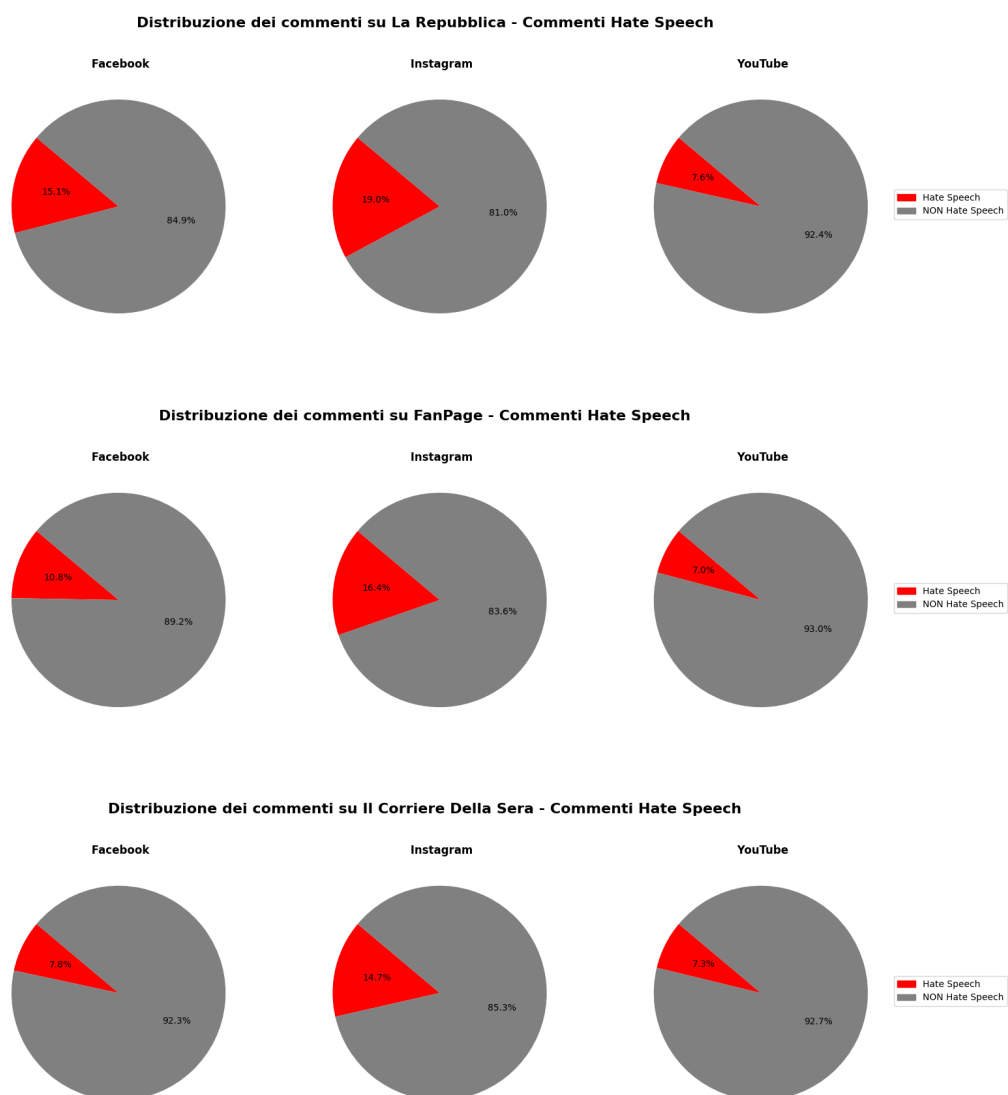 Distribuzione dei commenti su La Repubblica - Commenti Hate Speech
Facebook
Instagram
YouTube
15.1%
84.9%
19.0%
81.0%
7.6%
92.4%
Hate Speech
NON Hate Speech
Distribuzione dei commenti su FanPage - Commenti Hate Speech
Facebook
Instagram
YouTube
10.8%
89.2%
16.4%
83.6%
7.0%
93.0%
Hate Speech
NON Hate Speech
Distribuzione dei commenti su Il Corriere Della Sera - Commenti Hate Speech
Facebook
Instagram
YouTube
7.8%
92.3%
14.7%
85.3%
7.3%
92.7%
Hate Speech
NON Hate Speech